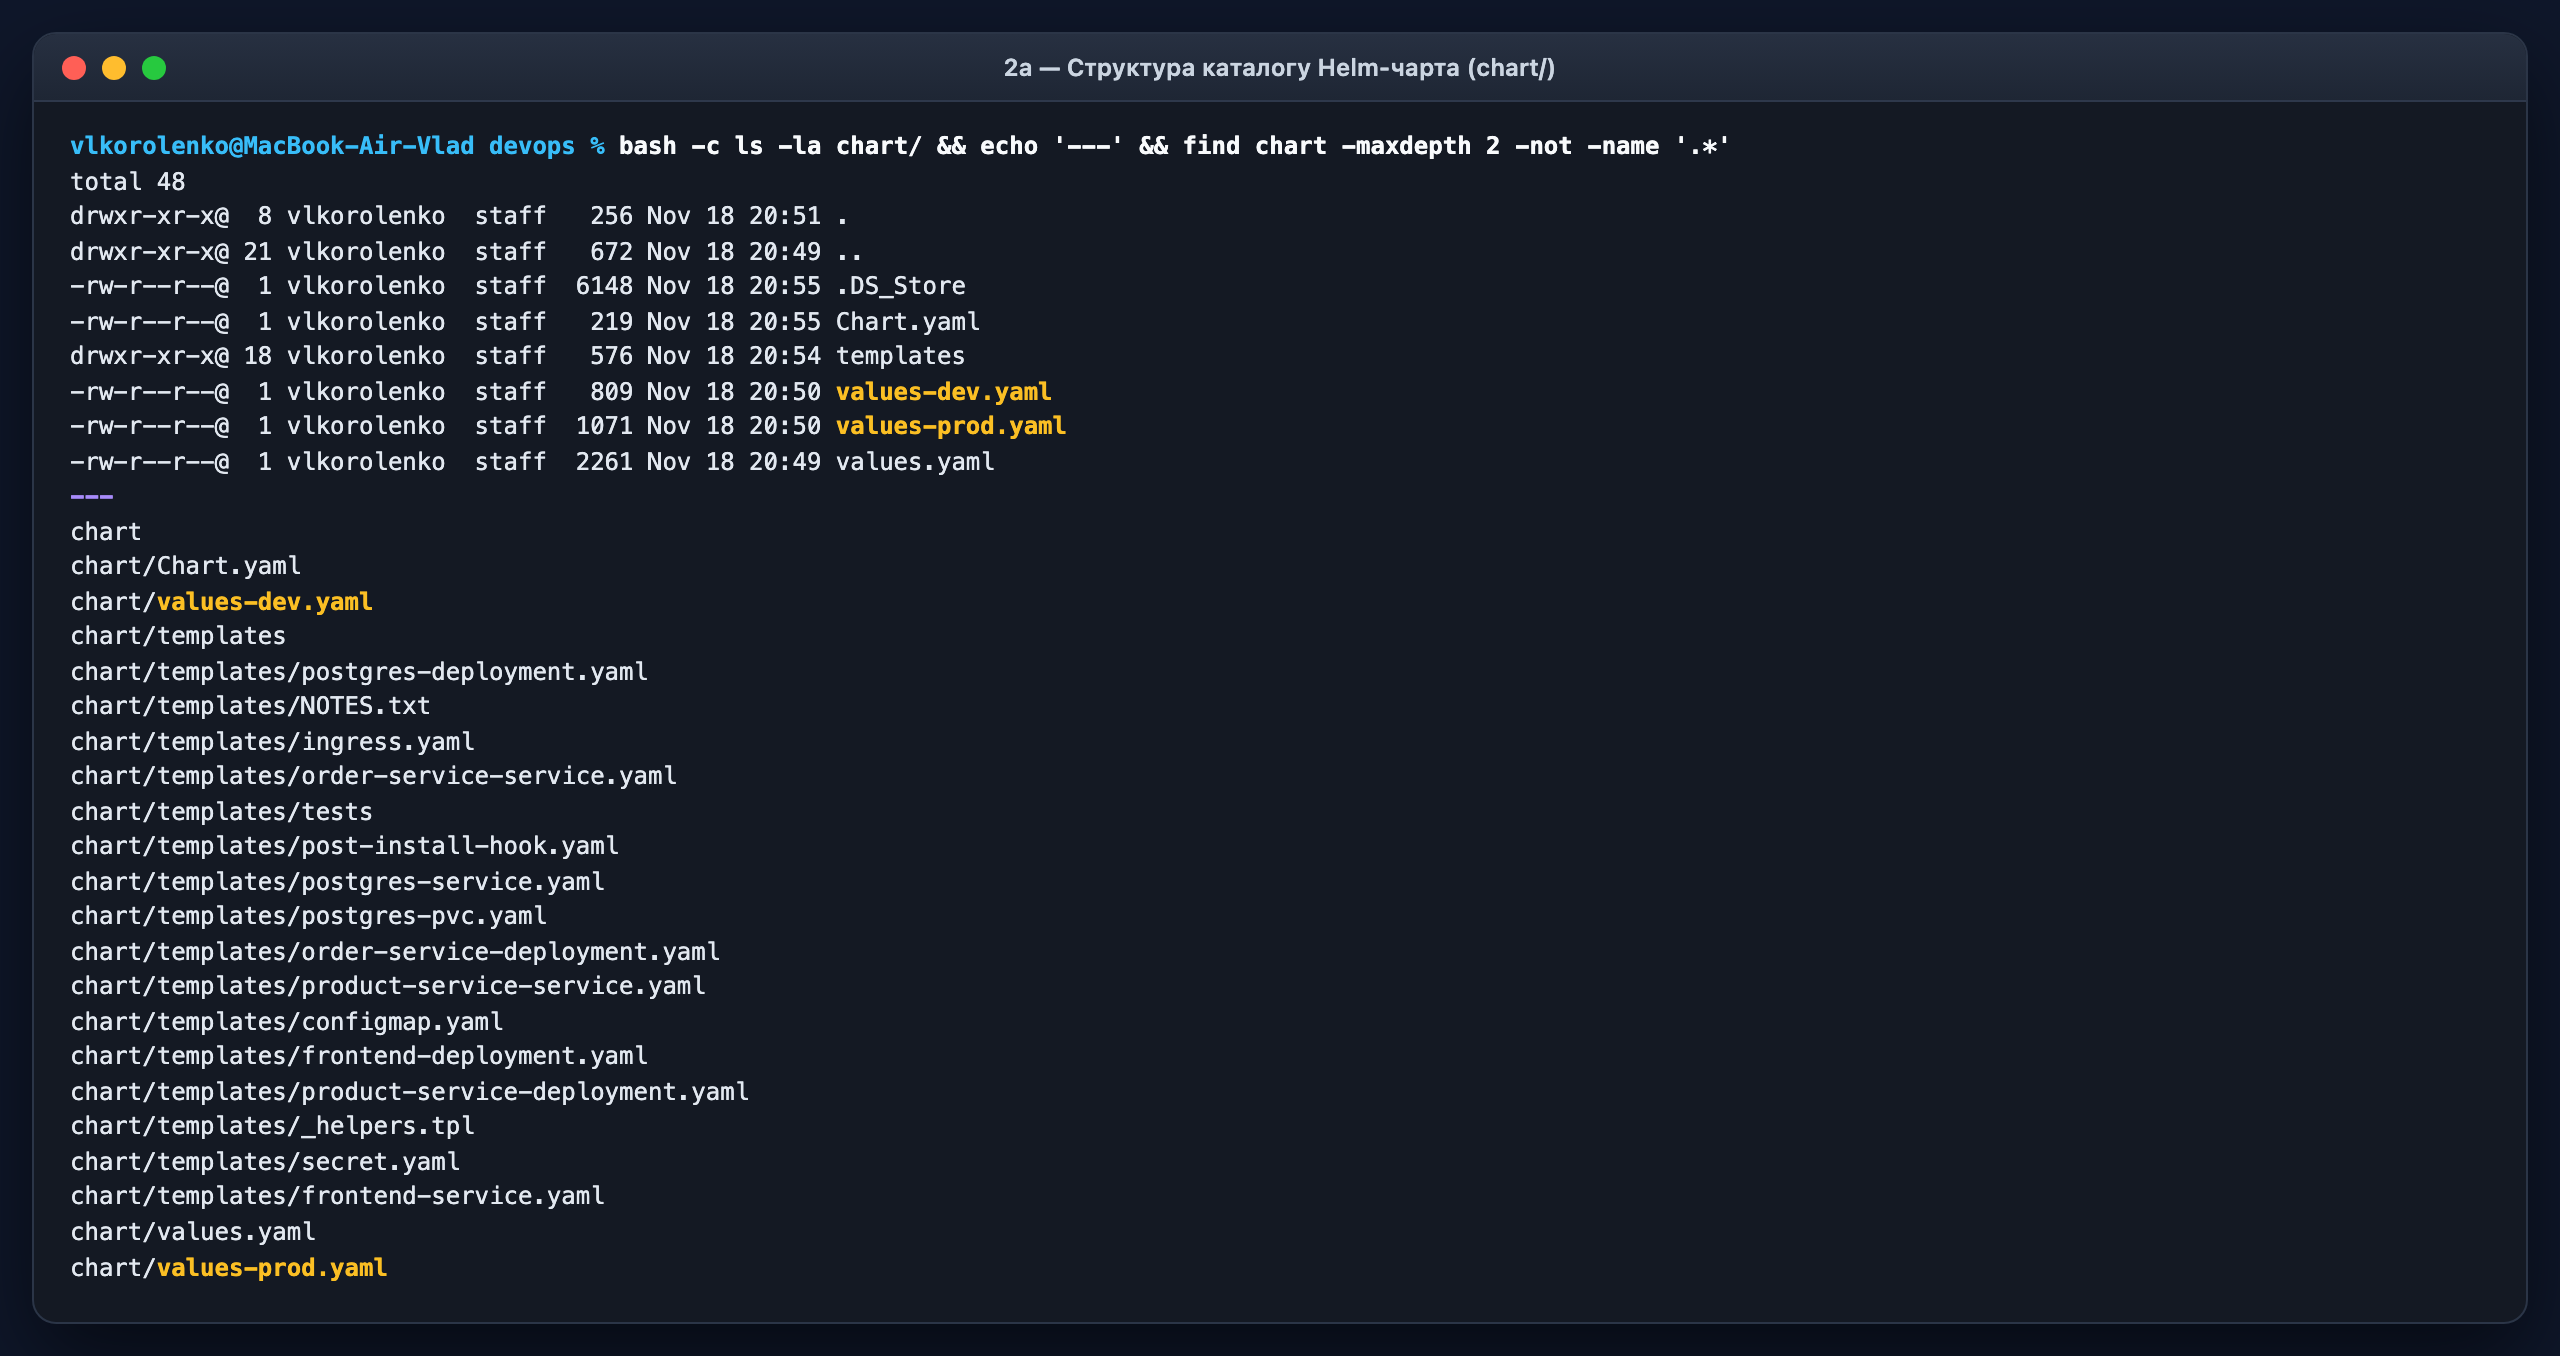 2a — Структура каталогу Helm-чарта (chart/)
vlkorolenko@MacBook-Air-Vlad devops % bash -c ls -la chart/ && echo '---' && find chart -maxdepth 2 -not -name '.*'
total 48
drwxr-xr-x@  8 vlkorolenko  staff   256 Nov 18 20:51 .
drwxr-xr-x@ 21 vlkorolenko  staff   672 Nov 18 20:49 ..
-rw-r--r--@  1 vlkorolenko  staff  6148 Nov 18 20:55 .DS_Store
-rw-r--r--@  1 vlkorolenko  staff   219 Nov 18 20:55 Chart.yaml
drwxr-xr-x@ 18 vlkorolenko  staff   576 Nov 18 20:54 templates
-rw-r--r--@  1 vlkorolenko  staff   809 Nov 18 20:50 values-dev.yaml
-rw-r--r--@  1 vlkorolenko  staff  1071 Nov 18 20:50 values-prod.yaml
-rw-r--r--@  1 vlkorolenko  staff  2261 Nov 18 20:49 values.yaml
---
chart
chart/Chart.yaml
chart/values-dev.yaml
chart/templates
chart/templates/postgres-deployment.yaml
chart/templates/NOTES.txt
chart/templates/ingress.yaml
chart/templates/order-service-service.yaml
chart/templates/tests
chart/templates/post-install-hook.yaml
chart/templates/postgres-service.yaml
chart/templates/postgres-pvc.yaml
chart/templates/order-service-deployment.yaml
chart/templates/product-service-service.yaml
chart/templates/configmap.yaml
chart/templates/frontend-deployment.yaml
chart/templates/product-service-deployment.yaml
chart/templates/_helpers.tpl
chart/templates/secret.yaml
chart/templates/frontend-service.yaml
chart/values.yaml
chart/values-prod.yaml